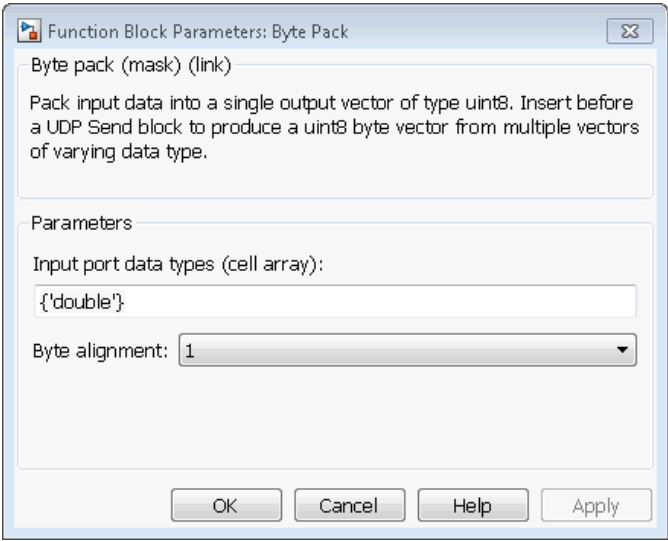 Function Block Parameters: Byte Pack
Byte pack (mask) (link)
Pack input data into a single output vector of type uint8. Insert before
a UDP Send block to produce a uint8 byte vector from multiple vectors
of varying data type.
Parameters
Input port data types (cell array):
{'double'}
Byte alignment: 1
OK Cancel Help Apply